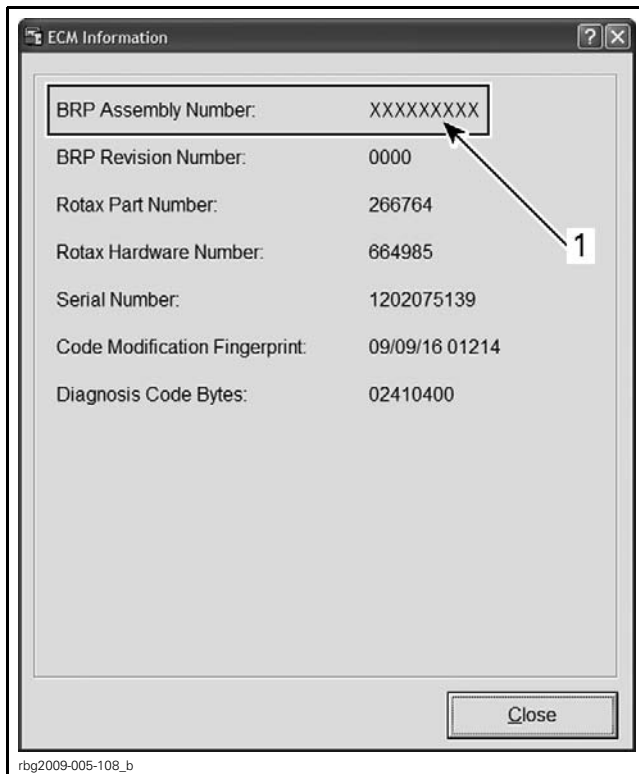 ECM Information
BRP Assembly Number: XXXXXXXXX
BRP Revision Number: 0000
Rotax Part Number: 266764
Rotax Hardware Number: 664985
1
Serial Number: 1202075139
Code Modification Fingerprint: 09/09/16 01214
Diagnosis Code Bytes: 02410400
Close
rbg2009-005-108_b